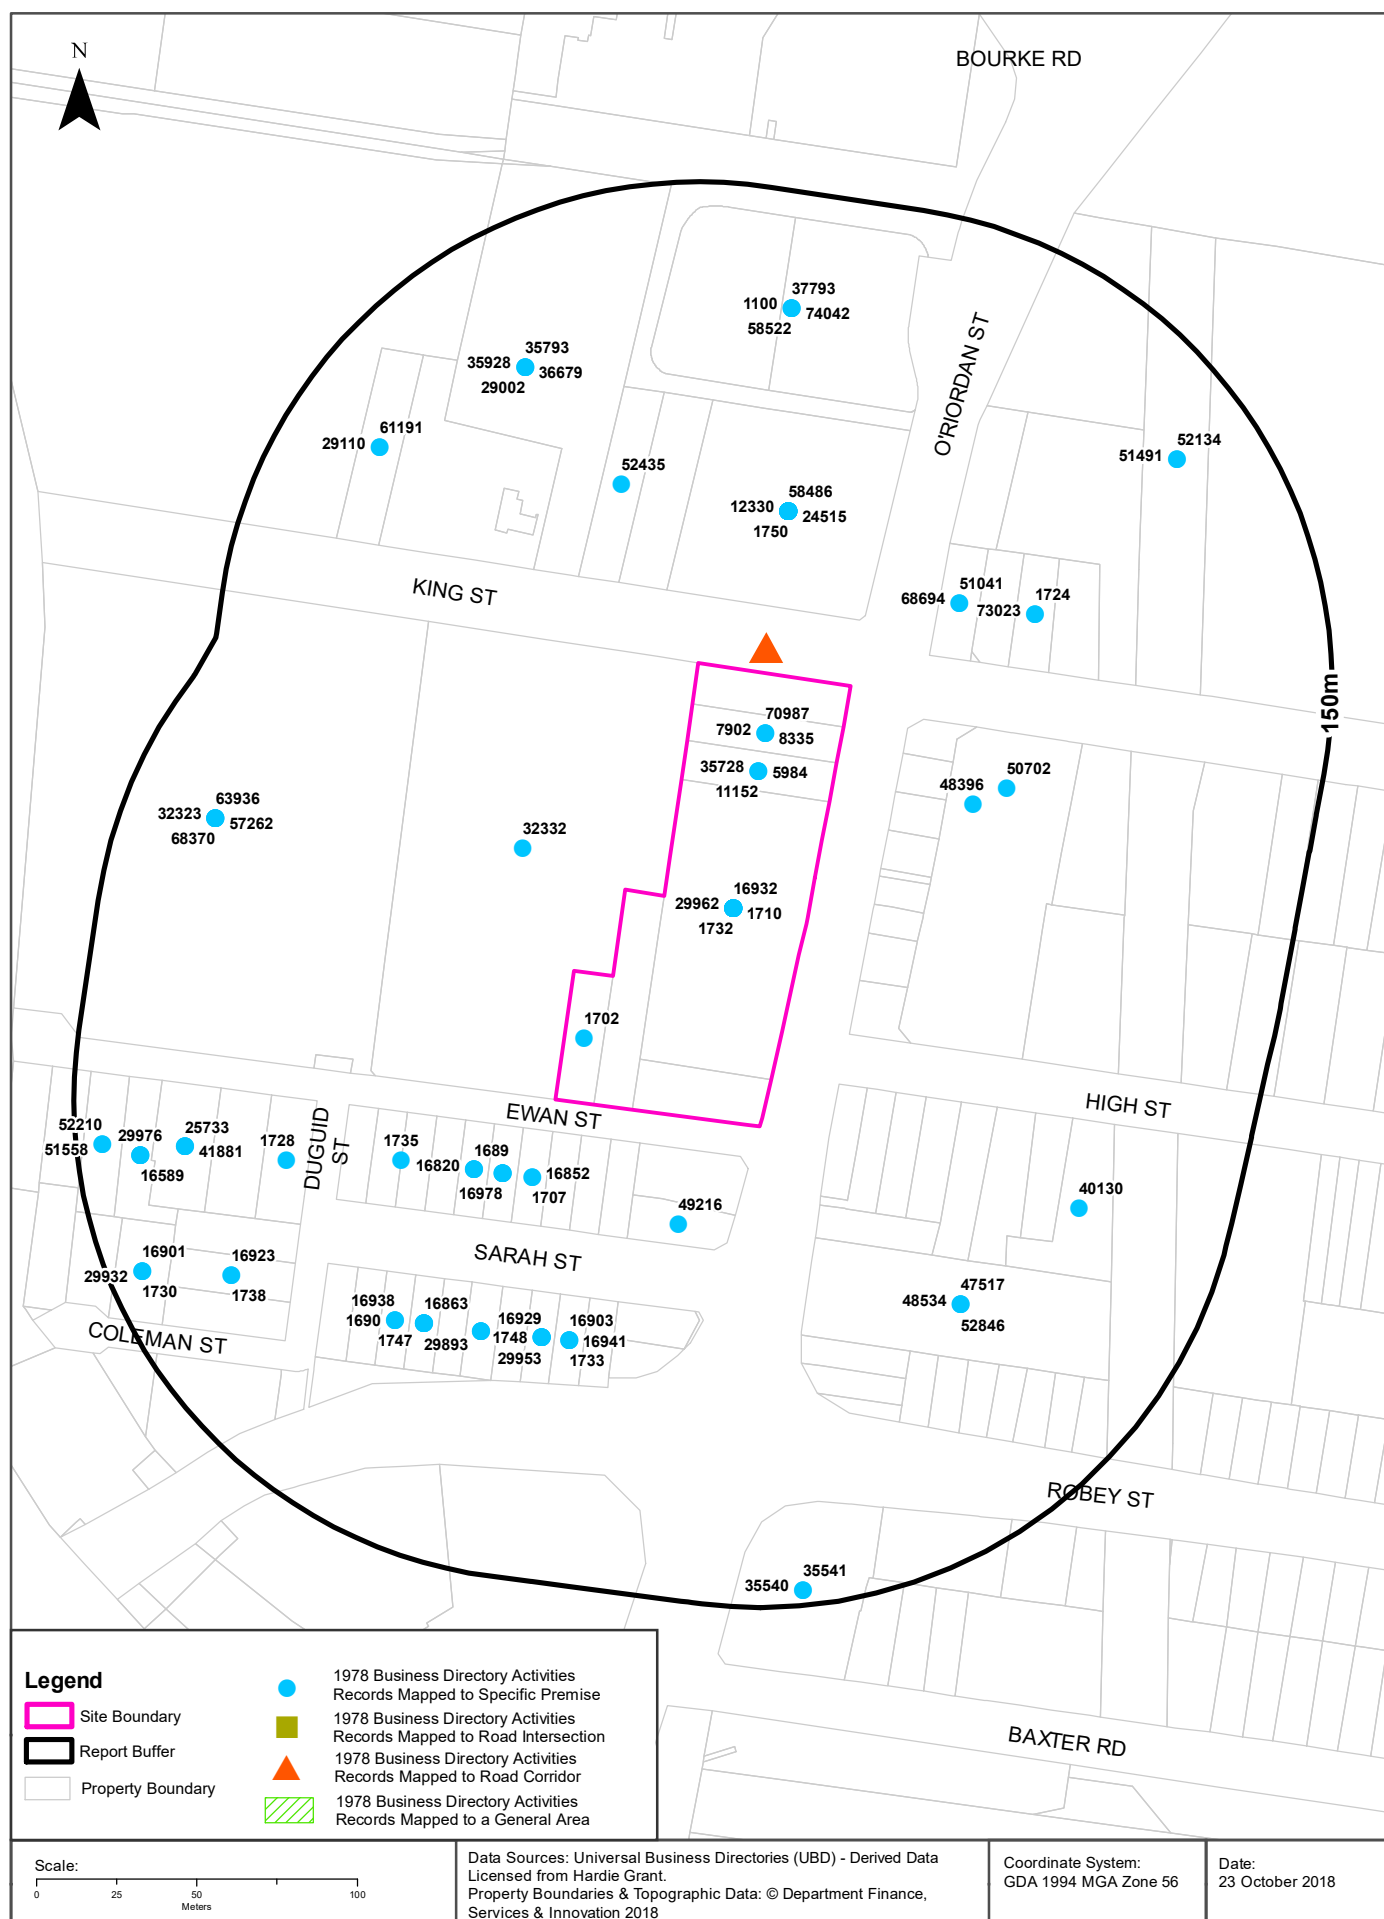 N
BOURKE RD
37793
1100
74042
58522
O'RIORDAN ST
35793
35928
36679
29002
61191
29110
52435
52134
51491
58486
12330
24515
1750
KING ST
51041
68694
1724
73023
150m
70987
7902
8335
35728
5984
11152
50702
48396
63936
32323
57262
68370
32332
16932
29962
1710
1732
1702
EWAN ST
HIGH ST
DUGUID
ST
52210
51558
29976
16589
25733
41881
1728
1735
16820
1689
16978
16852
1707
49216
40130
SARAH ST
16901
29932
1730
16923
1738
COLEMAN ST
16938
1690
1747
16863
29893
16929
1748
29953
16903
16941
1733
47517
48534
52846
ROBEY ST
35541
35540
BAXTER RD
Legend
Site Boundary
Report Buffer
Property Boundary
1978 Business Directory Activities
Records Mapped to Specific Premise
1978 Business Directory Activities
Records Mapped to Road Intersection
1978 Business Directory Activities
Records Mapped to Road Corridor
1978 Business Directory Activities
Records Mapped to a General Area
Scale:
0 25 50 100
Meters
Data Sources: Universal Business Directories (UBD) - Derived Data
Licensed from Hardie Grant.
Property Boundaries & Topographic Data: © Department Finance,
Services & Innovation 2018
Coordinate System:
GDA 1994 MGA Zone 56
Date:
23 October 2018